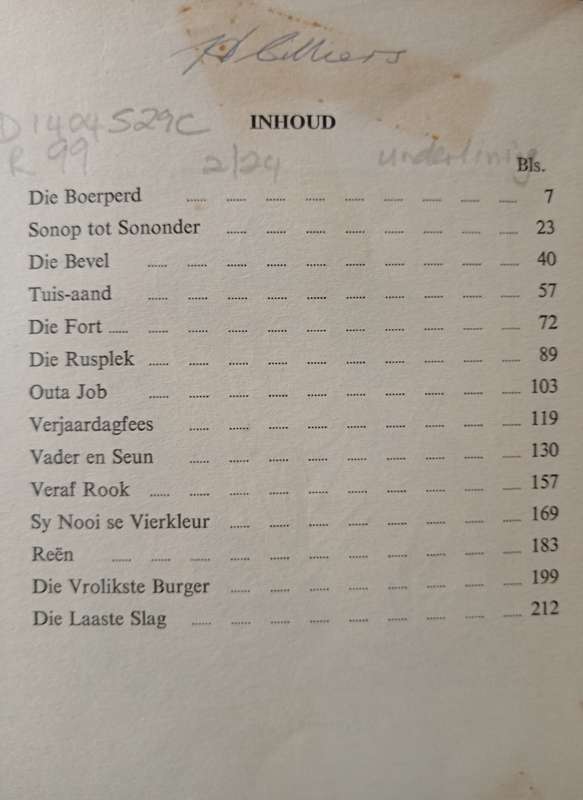 Cilliers
INHOUD
D1404S29C
R 99 2/24 underlining
Bls.
Die Boerperd ...... ...... ...... ...... ...... ...... ...... ...... ...... 7
Sonop tot Sononder ...... ...... ...... ...... ...... ...... ...... ...... 23
Die Bevel ...... ...... ...... ...... ...... ...... ...... ...... ...... ...... 40
Tuis-aand ...... ...... ...... ...... ...... ...... ...... ...... ...... ...... 57
Die Fort ...... ...... ...... ...... ...... ...... ...... ...... ...... ...... ...... 72
Die Rusplek ...... ...... ...... ...... ...... ...... ...... ...... ...... ...... 89
Outa Job ...... ...... ...... ...... ...... ...... ...... ...... ...... ...... 103
Verjaardagfees ...... ...... ...... ...... ...... ...... ...... ...... ...... 119
Vader en Seun ...... ...... ...... ...... ...... ...... ...... ...... ...... 130
Veraf Rook ...... ...... ...... ...... ...... ...... ...... ...... ...... ...... 157
Sy Nooi se Vierkleur ...... ...... ...... ...... ...... ...... ...... ...... 169
Reën ...... ...... ...... ...... ...... ...... ...... ...... ...... ...... ...... 183
Die Vrolikste Burger ...... ...... ...... ...... ...... ...... ...... ...... 199
Die Laaste Slag ...... ...... ...... ...... ...... ...... ...... ...... ...... 212